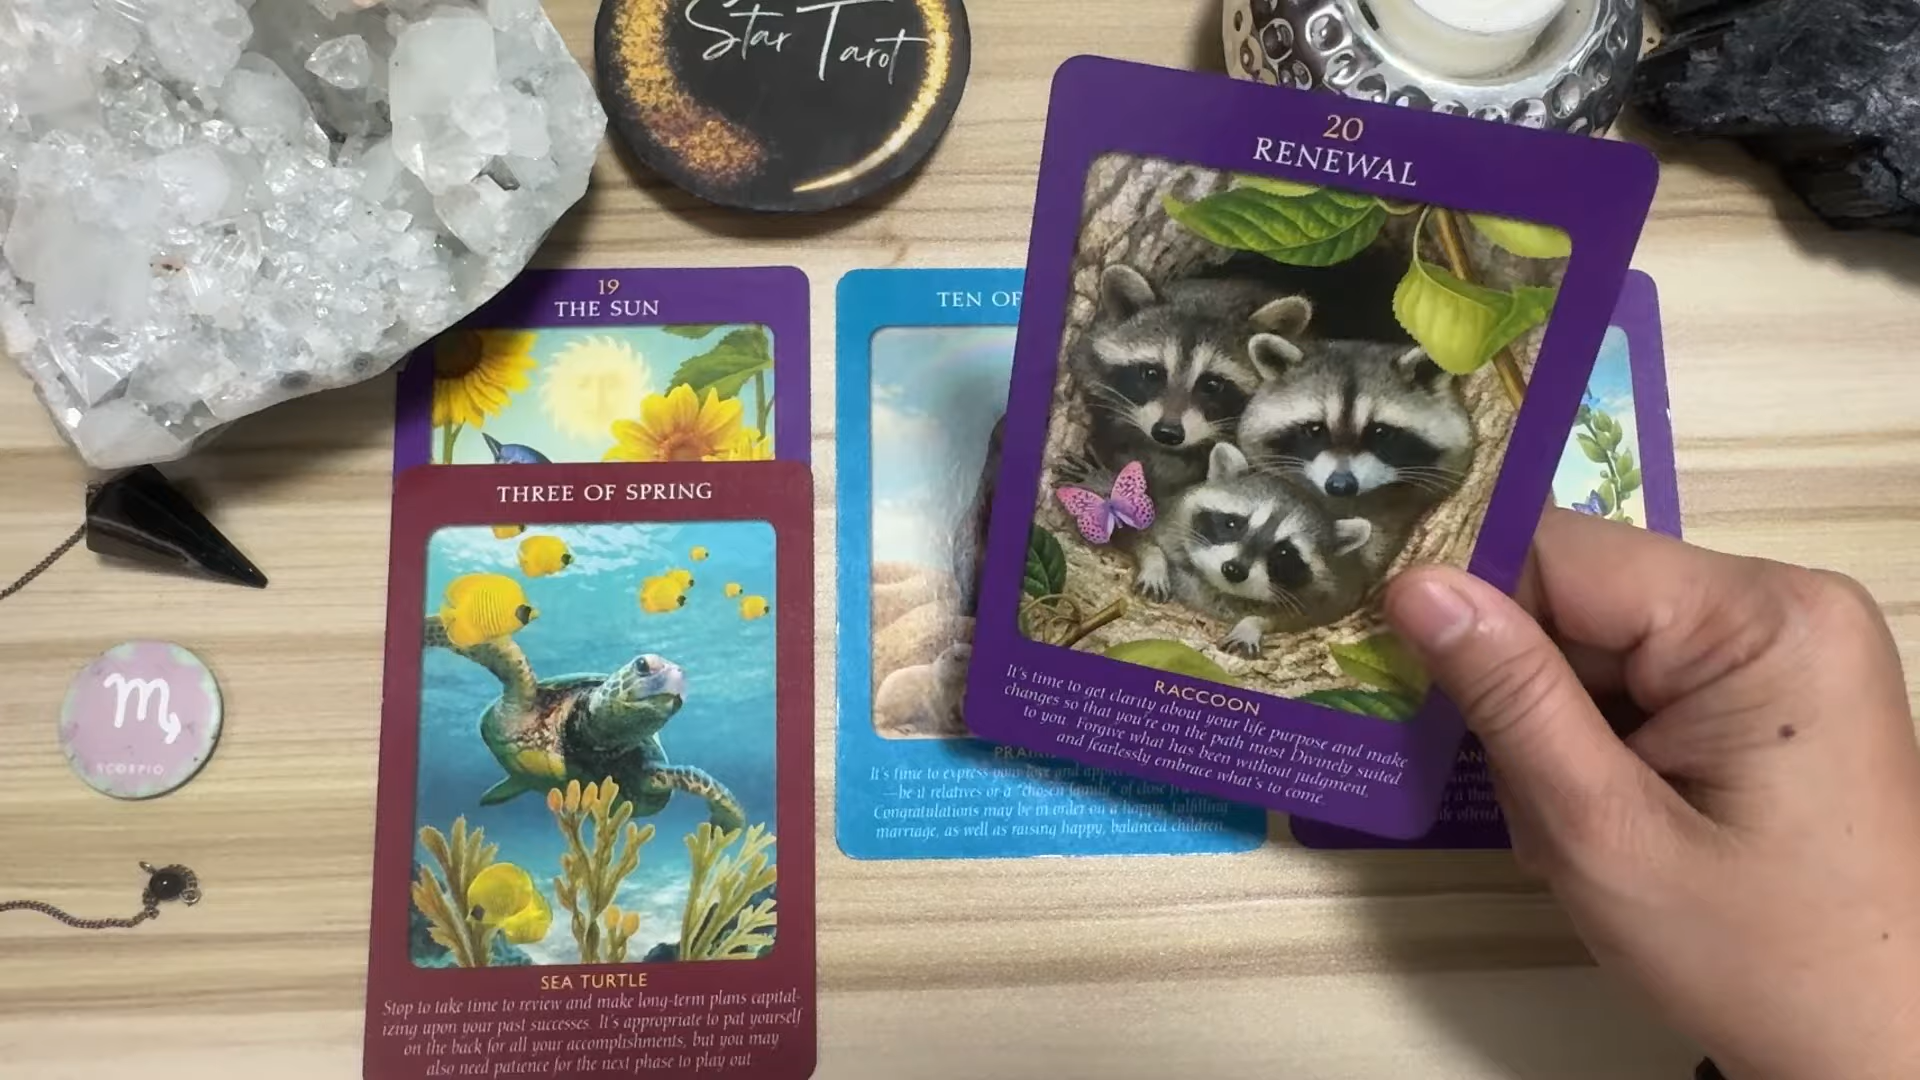 Star Tarot
20
RENEWAL
RACCOON
It's time to get clarity about your life purpose and make
changes so that you're on the path most Divinely suited
to you. Forgive what has been without judgment,
and fearlessly embrace what's to come.
19
THE SUN
THREE OF SPRING
SEA TURTLE
Stop to take time to review and make long-term plans capital-
izing upon your past successes. It's appropriate to pat yourself
on the back for all your accomplishments, but you may
also need patience for the next phase to play out.
TEN OF
It's time to express your love and
—be it relatives or a "chosen family" of close
Congratulations may be in order on a happy, fulfilling
marriage, as well as raising happy, balanced children.
SCORPIO